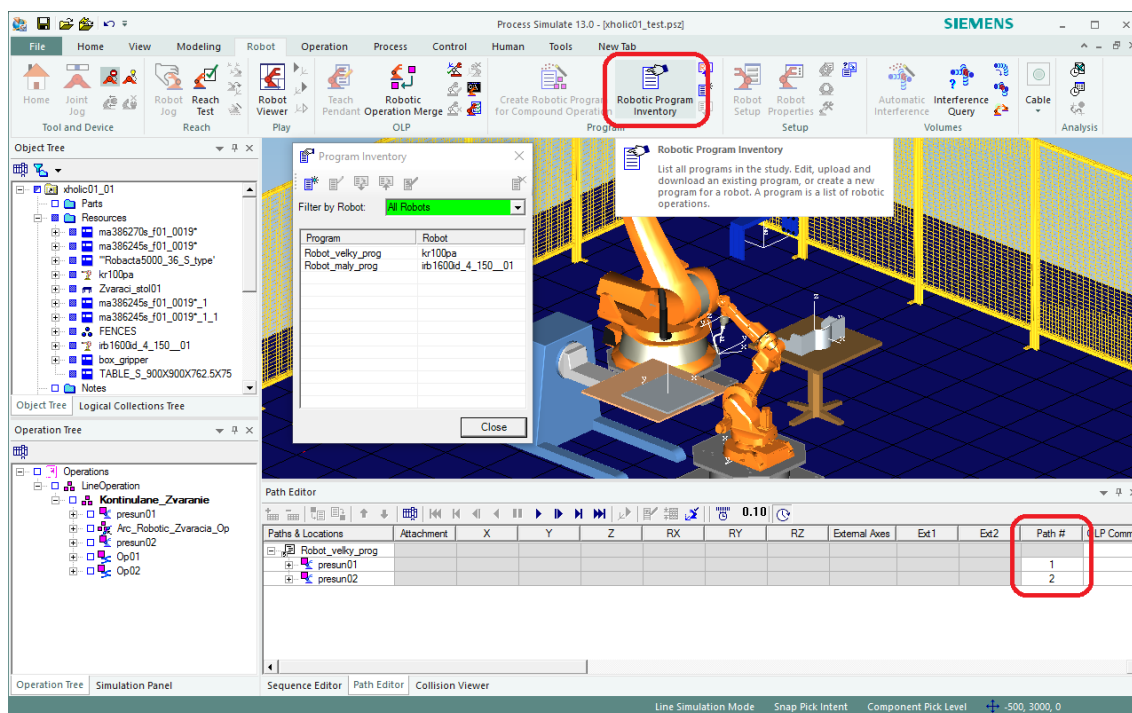 Process Simulate 13.0 - [xholic01_test.psz]
SIEMENS
File Home View Modeling Robot Operation Process Control Human Tools New Tab
Home
Joint Jog
Robot Jog
Reach Test
Robot Viewer
Teach Pendant
Robotic Operation Merge
Create Robotic Program for Compound Operation
Robotic Program Inventory
Robot Setup
Robot Properties
Automatic Interference
Interference Query
Cable
Tool and Device Reach Play OLP Program Setup Volumes Analysis
Object Tree
xholic01_01
Parts
Resources
ma386270s_f01_0019*
ma386245s_f01_0019*
'"Robacta5000_36_S_type'
kr100pa
Zvaraci_stol01
ma386245s_f01_0019*_1
ma386245s_f01_0019*_1_1
FENCES
irb1600id_4_150__01
box_gripper
TABLE_S_900X900X762.5X75
Notes
Object Tree Logical Collections Tree
Operation Tree
Operations
LineOperation
Kontinulane_Zvaranie
presun01
Arc_Robotic_Zvaracia_Op
presun02
Op01
Op02
Operation Tree Simulation Panel
Program Inventory
Filter by Robot: All Robots
Program Robot
Robot_velky_prog kr100pa
Robot_maly_prog irb1600id_4_150__01
Close
Robotic Program Inventory
List all programs in the study. Edit, upload and
download an existing program, or create a new
program for a robot. A program is a list of robotic
operations.
z
y x
z
y x
x
y
Path Editor
0.10
Paths & Locations Attachment X Y Z RX RY RZ External Axes Ext1 Ext2 Path # OLP Comm
Robot_velky_prog
presun01 1
presun02 2
Sequence Editor Path Editor Collision Viewer
Line Simulation Mode Snap Pick Intent Component Pick Level -500, 3000, 0